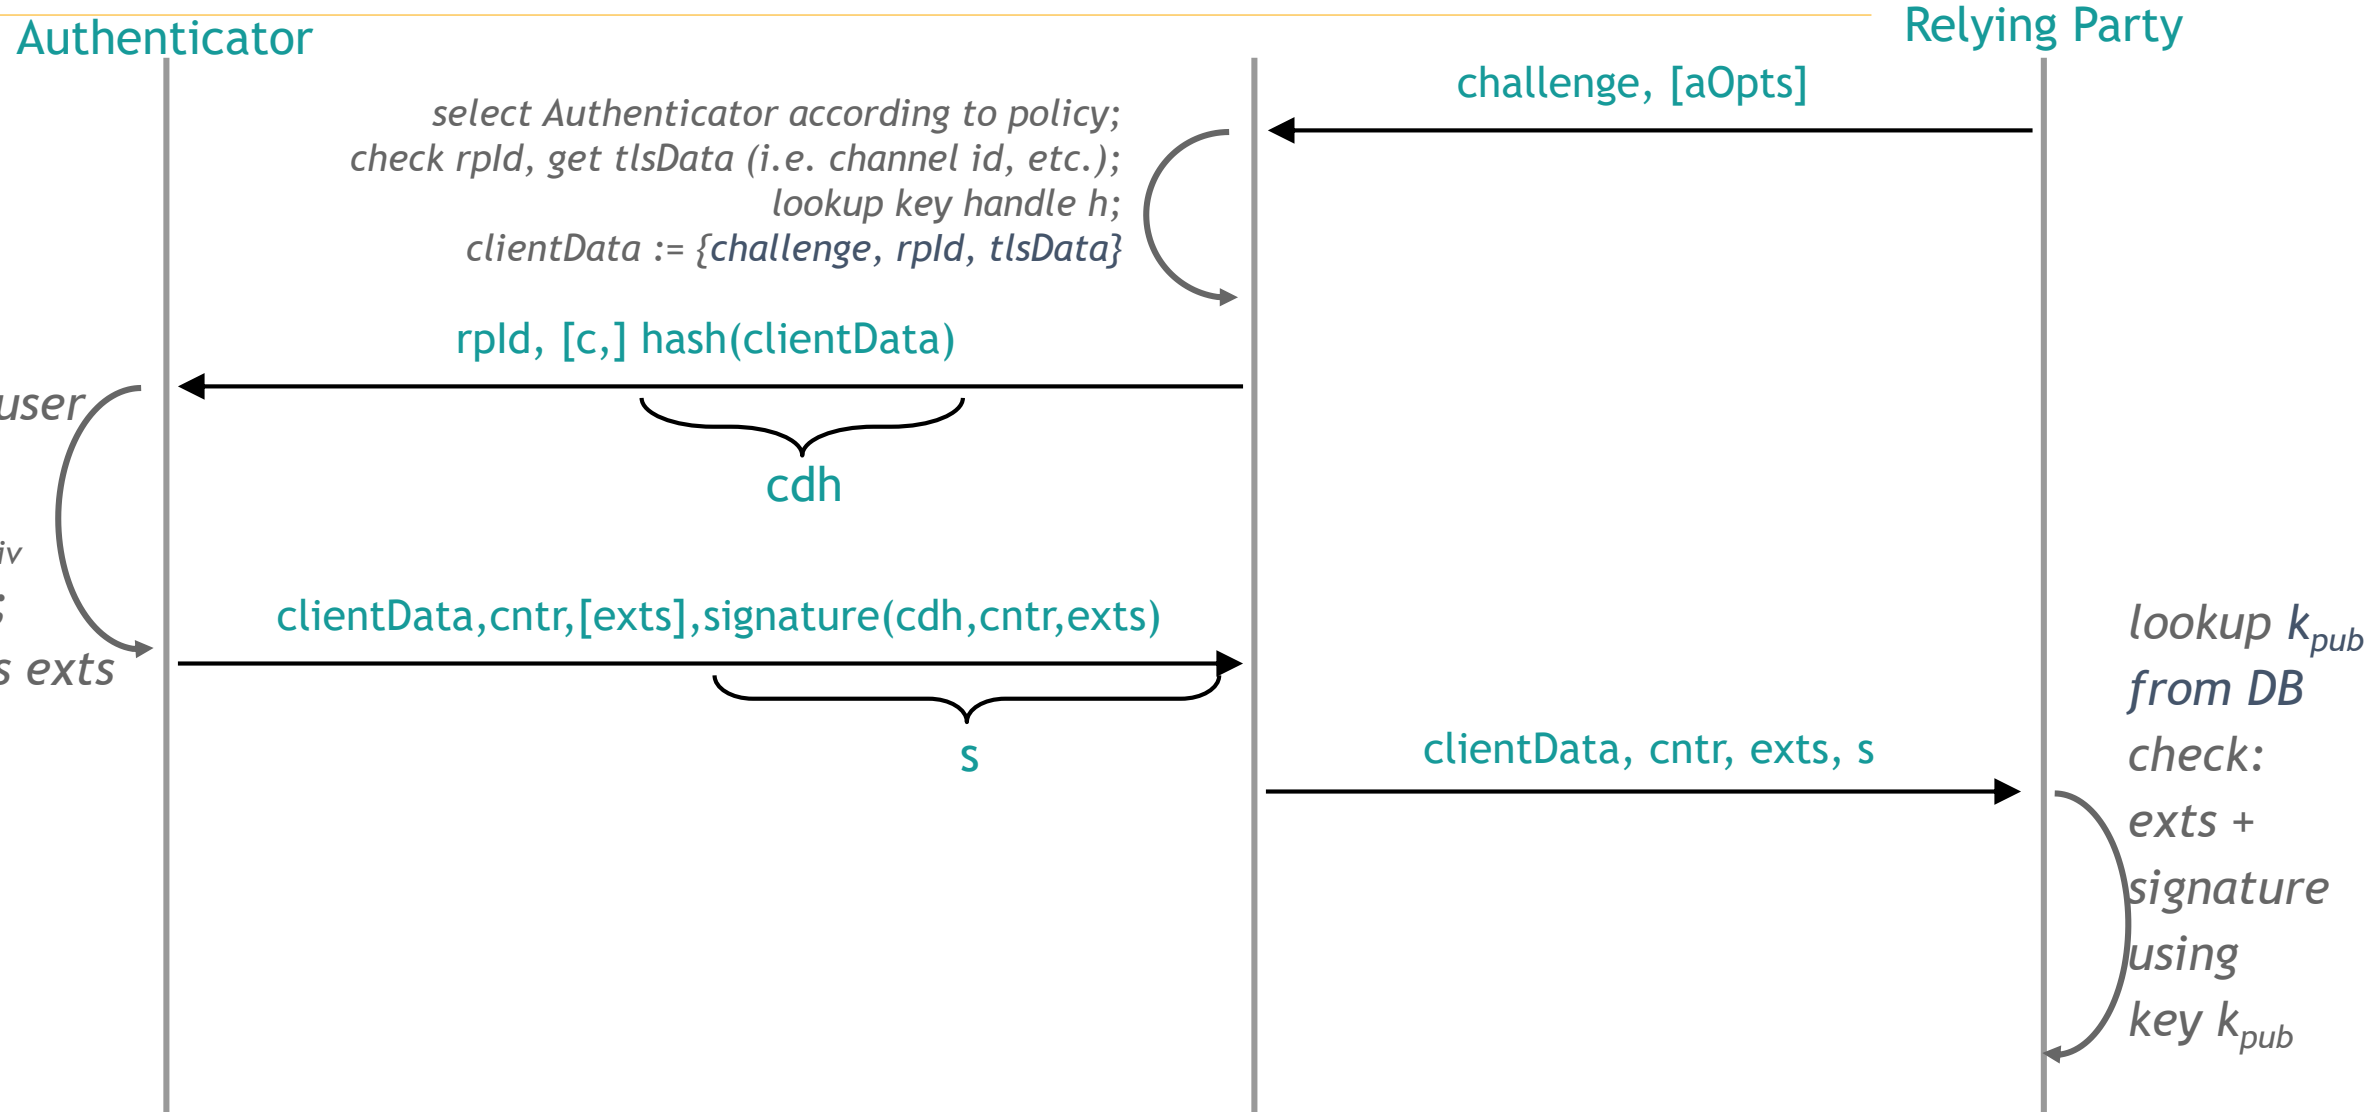 Authenticator
Relying Party
challenge, [aOpts]
select Authenticator according to policy;
check rpId, get tlsData (i.e. channel id, etc.);
lookup key handle h;
clientData := {challenge, rpId, tlsData}
rpId, [c,] hash(clientData)
user
cdh
iv
;
s exts
clientData,cntr,[exts],signature(cdh,cntr,exts)
s
clientData, cntr, exts, s
lookup kpub
from DB
check:
exts +
signature
using
key kpub